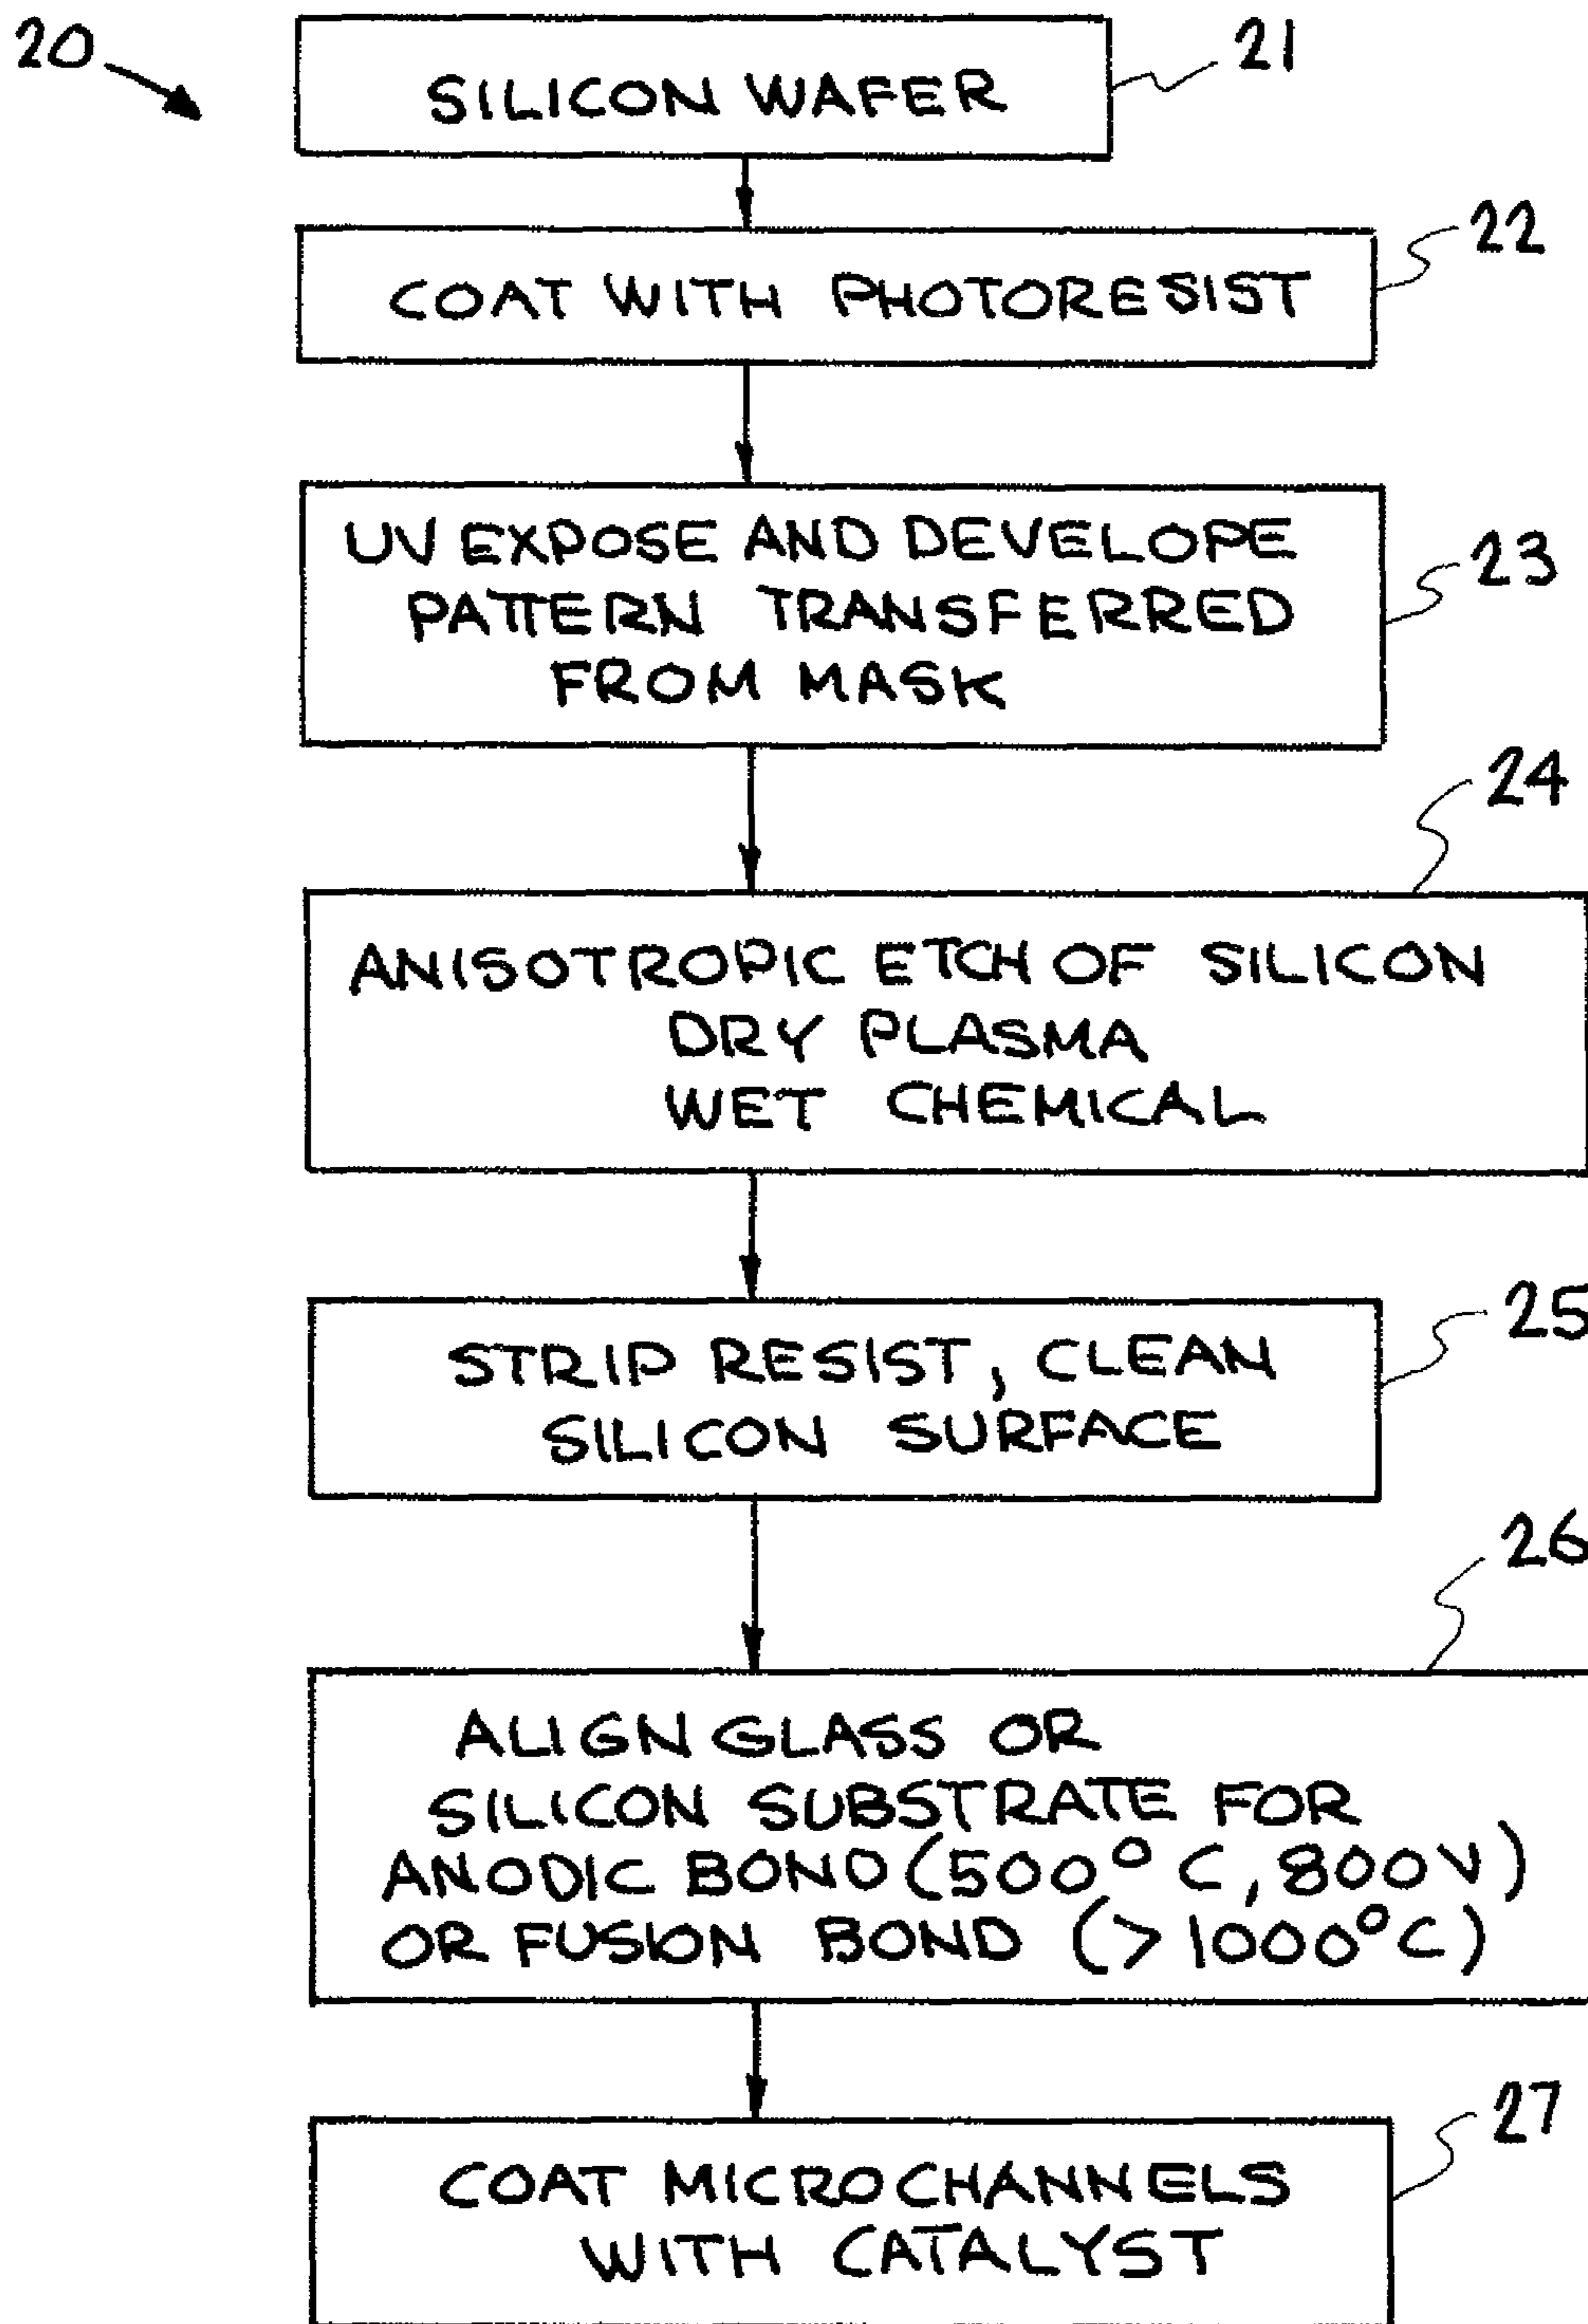 20
SILICON WAFER
21
COAT WITH PHOTORESIST
22
UV EXPOSE AND DEVELOPE
PATTERN TRANSFERRED
FROM MASK
23
24
ANISOTROPIC ETCH OF SILICON
DRY PLASMA
WET CHEMICAL
25
STRIP RESIST, CLEAN
SILICON SURFACE
26
ALIGN GLASS OR
SILICON SUBSTRATE FOR
ANODIC BOND (500° C, 800V)
OR FUSION BOND (> 1000°C)
27
COAT MICROCHANNELS
WITH CATALYST